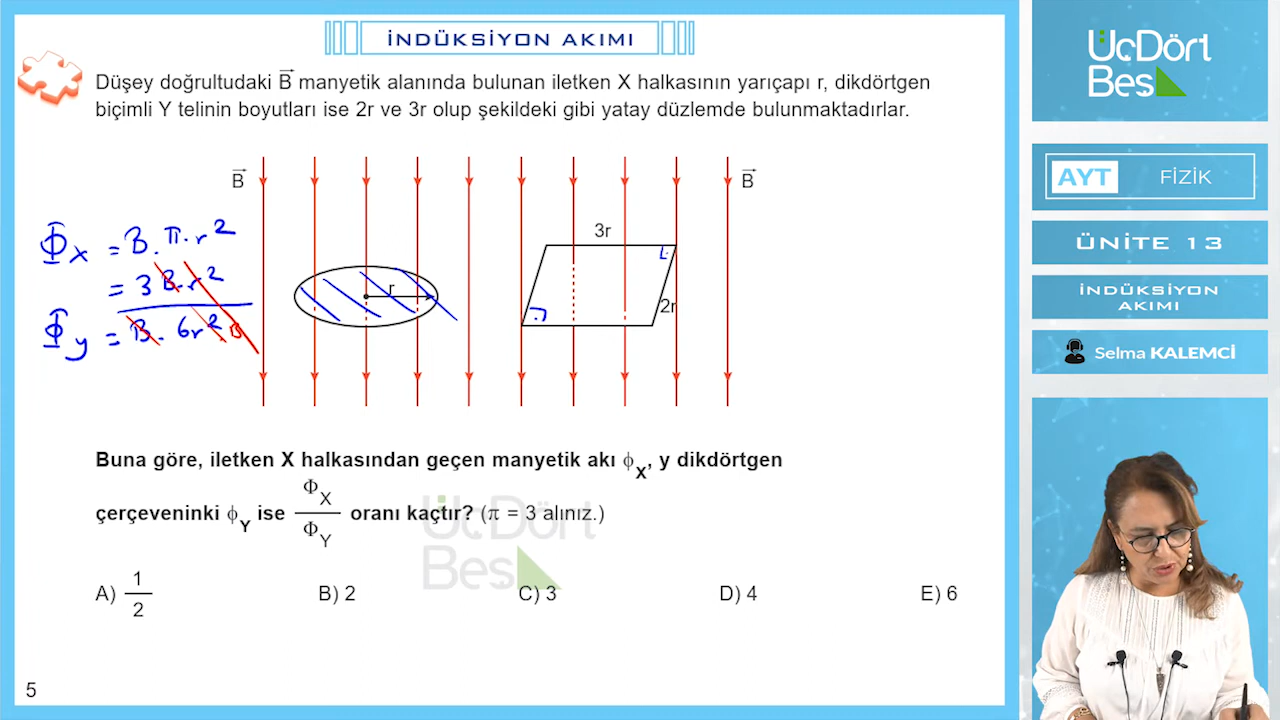 İNDÜKSİYON AKIMI
Düşey doğrultudaki B⃗ manyetik alanında bulunan iletken X halkasının yarıçapı r, dikdörtgen
biçimli Y telinin boyutları ise 2r ve 3r olup şekildeki gibi yatay düzlemde bulunmaktadırlar.
B⃗
B⃗
r
3r
2r
Φx = B.π.r²
= 3B.r²
Φy = B.6r²
Buna göre, iletken X halkasından geçen manyetik akı ϕX, y dikdörtgen
çerçeveninki ϕY ise ΦX/ΦY oranı kaçtır? (π = 3 alınız.)
A) 1/2 B) 2 C) 3 D) 4 E) 6
ÜçDört
Beş
5
ÜçDört
Beş
AYT FİZİK
ÜNİTE 13
İNDÜKSİYON
AKIMI
Selma KALEMCİ